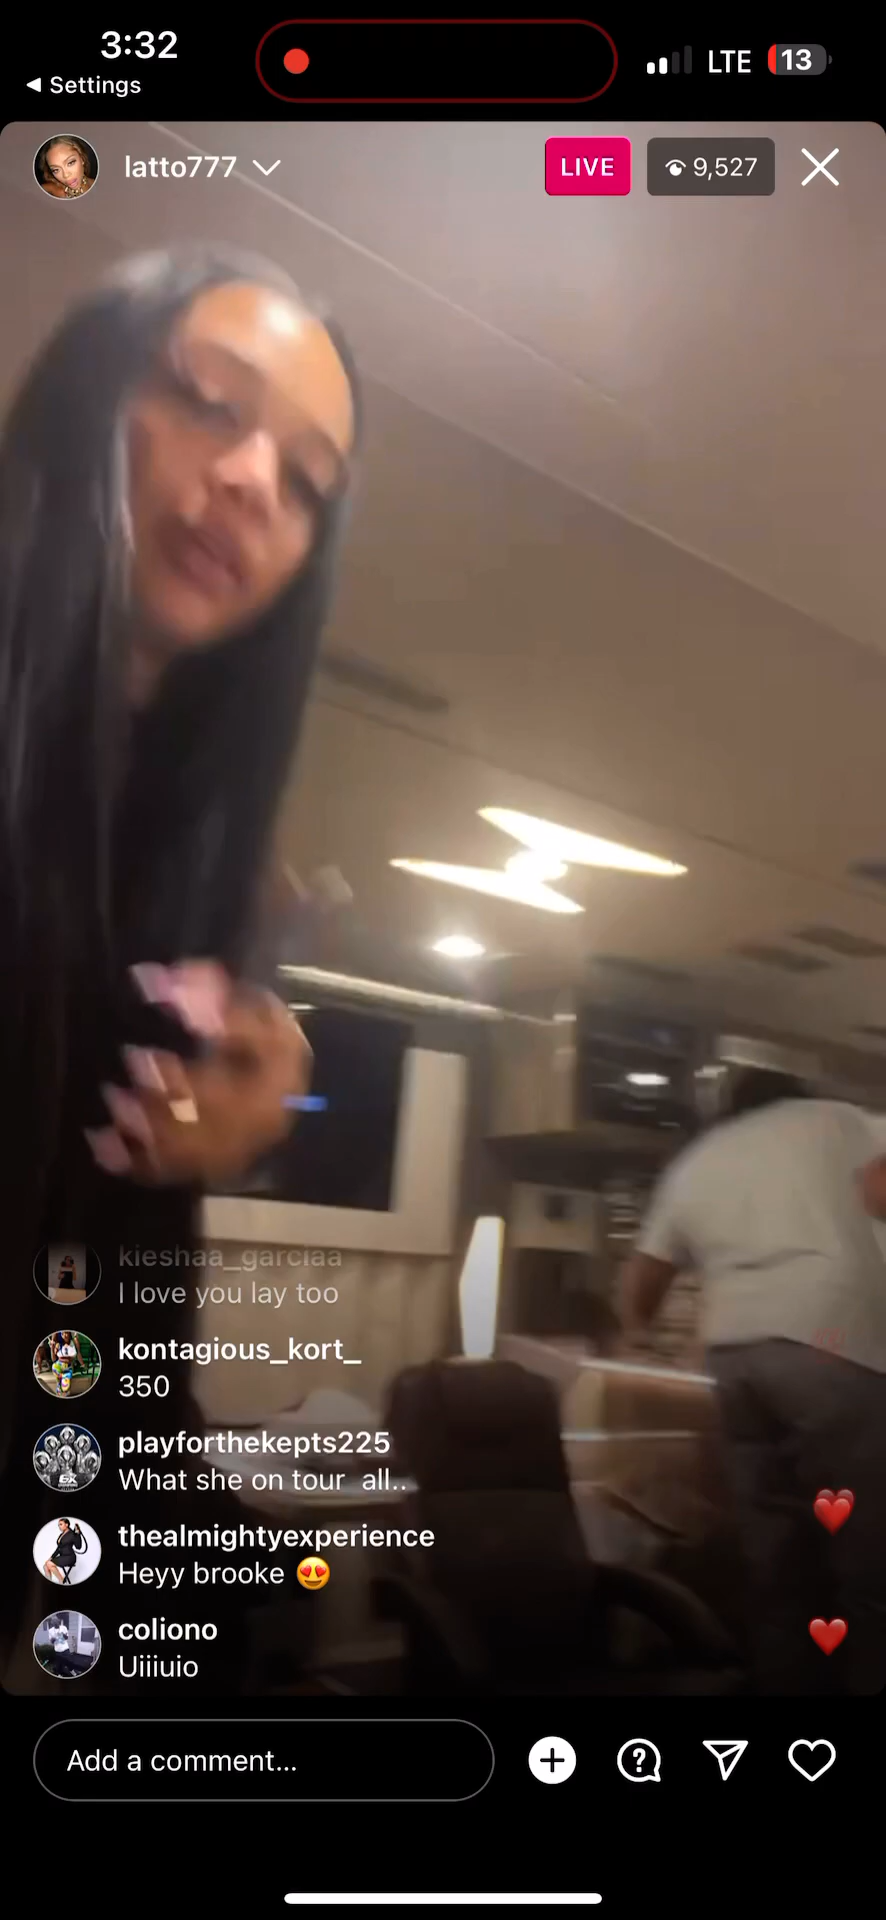 3:32
LTE
13
Settings
latto777
LIVE
9,527
kieshaa_garciaa
I love you lay too
kontagious_kort_
350
playforthekepts225
What she on tour all..
thealmightyexperience
Heyy brooke 😍
coliono
Uiiiuio
Add a comment...